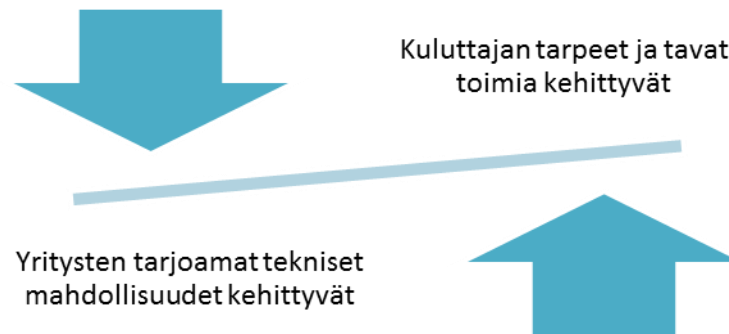 Kuluttajan tarpeet ja tavat
toimia kehittyvät
Yritysten tarjoamat tekniset
mahdollisuudet kehittyvät